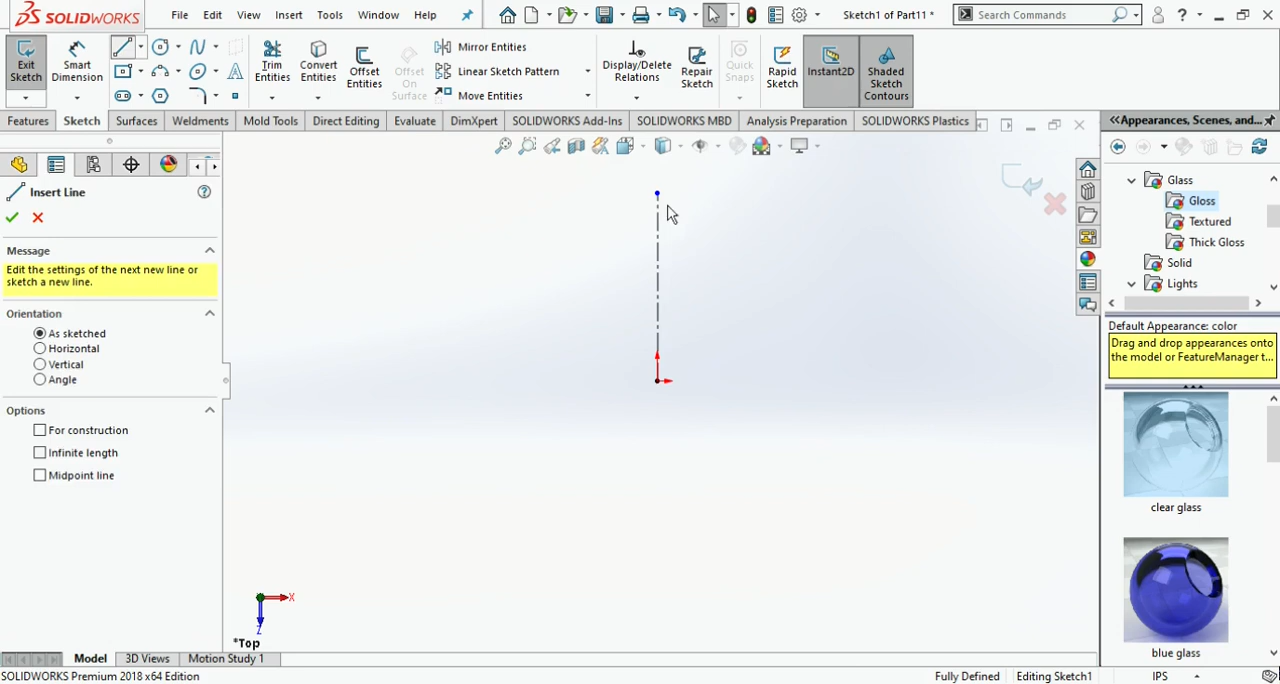 SOLIDWORKS File Edit View Insert Tools Window Help Sketch1 of Part11 * Search Commands ?
Exit Sketch
Smart Dimension
Trim Entities
Convert Entities
Offset Entities
Offset On Surface
Mirror Entities
Linear Sketch Pattern
Move Entities
Display/Delete Relations
Repair Sketch
Quick Snaps
Rapid Sketch
Instant2D
Shaded Sketch Contours
Features Sketch Surfaces Weldments Mold Tools Direct Editing Evaluate DimXpert SOLIDWORKS Add-Ins SOLIDWORKS MBD Analysis Preparation SOLIDWORKS Plastics
Insert Line
Message
Edit the settings of the next new line or
sketch a new line.
Orientation
As sketched
Horizontal
Vertical
Angle
Options
For construction
Infinite length
Midpoint line
X
Z
*Top
Appearances, Scenes, and...
Glass
Gloss
Textured
Thick Gloss
Solid
Lights
Default Appearance: color
Drag and drop appearances onto
the model or FeatureManager t...
clear glass
blue glass
Model 3D Views Motion Study 1
SOLIDWORKS Premium 2018 x64 Edition Fully Defined Editing Sketch1 IPS